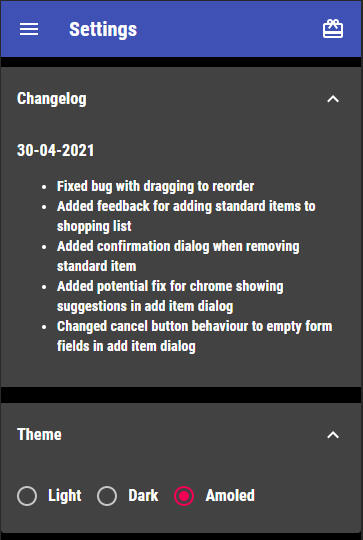 Settings
Changelog
30-04-2021
• Fixed bug with dragging to reorder
• Added feedback for adding standard items to
shopping list
• Added confirmation dialog when removing
standard item
• Added potential fix for chrome showing
suggestions in add item dialog
• Changed cancel button behaviour to empty form
fields in add item dialog
Theme
Light Dark Amoled